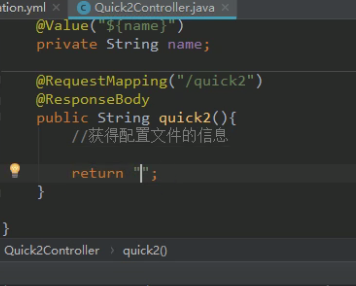 tion.yml
Quick2Controller.java
@Value("${name}")
private String name;
@RequestMapping("/quick2")
@ResponseBody
public String quick2(){
//获得配置文件的信息
return "";
}
}
Quick2Controller > quick2()